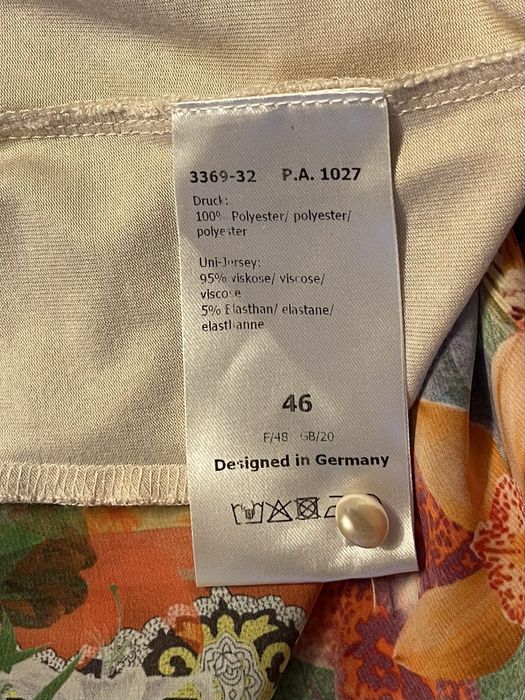 3369-32 P.A. 1027
Druck:
100% Polyester/ polyester/
polyester
Uni-Jersey:
95% viskose/ viscose/
viscose
5% Elasthan/ elastane/
elasthanne
46
F/48 GB/20
Designed in Germany